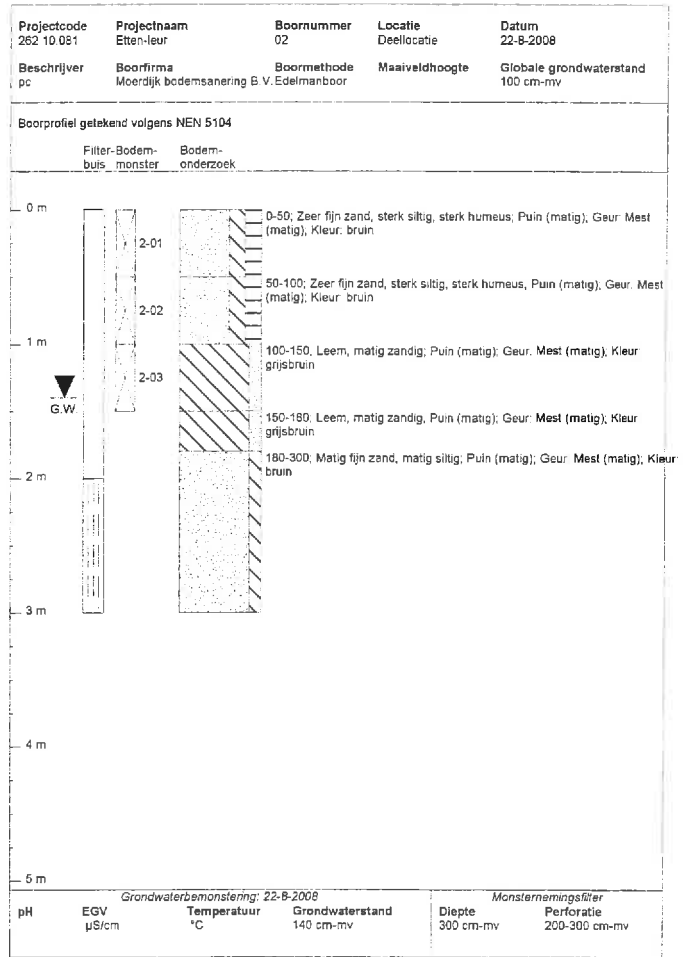 Projectcode Projectnaam Boornummer Locatie Datum
262 10.081 Etten-leur 02 Deellocatie 22-8-2008
Beschrijver Boorfirma Boormethode Maaiveldhoogte Globale grondwaterstand
pc Moerdijk bodemsanering B.V. Edelmanboor 100 cm-mv
Boorprofiel getekend volgens NEN 5104
Filter- Bodem- Bodem-
buis monster onderzoek
0 m
0-50; Zeer fijn zand, sterk siltig, sterk humeus; Puin (matig); Geur: Mest
(matig), Kleur: bruin
2-01
50-100; Zeer fijn zand, sterk siltig, sterk humeus, Puin (matig); Geur. Mest
(matig); Kleur: bruin
2-02
1 m
100-150, Leem, matig zandig; Puin (matig); Geur. Mest (matig); Kleur
grijsbruin
2-03
G.W.
150-180; Leem, matig zandig, Puin (matig); Geur: Mest (matig); Kleur
grijsbruin
180-300; Matig fijn zand, matig siltig; Puin (matig); Geur: Mest (matig); Kleur:
bruin
2 m
3 m
4 m
5 m
Grondwaterbemonstering: 22-8-2008 Monsternemingsfilter
pH EGV Temperatuur Grondwaterstand Diepte Perforatie
µS/cm °C 140 cm-mv 300 cm-mv 200-300 cm-mv